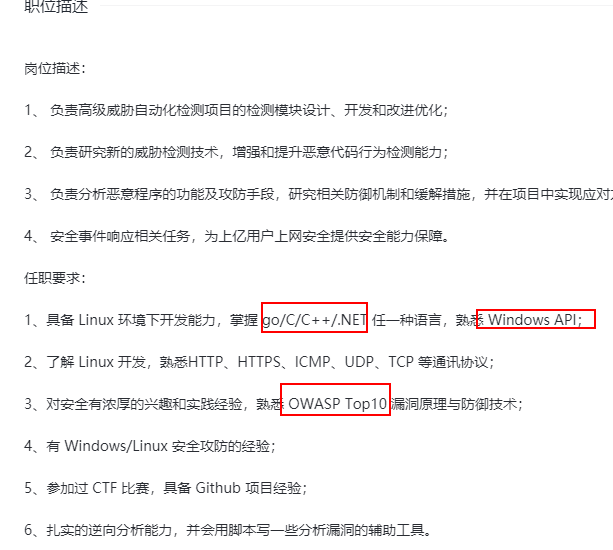 职位描述
岗位描述：
1、 负责高级威胁自动化检测项目的检测模块设计、开发和改进优化；
2、 负责研究新的威胁检测技术，增强和提升恶意代码行为检测能力；
3、 负责分析恶意程序的功能及攻防手段，研究相关防御机制和缓解措施，并在项目中实现应对
4、 安全事件响应相关任务，为上亿用户上网安全提供安全能力保障。
任职要求：
1、具备 Linux 环境下开发能力，掌握 go/C/C++/.NET 任一种语言，熟悉 Windows API；
2、了解 Linux 开发，熟悉HTTP、HTTPS、ICMP、UDP、TCP 等通讯协议；
3、对安全有浓厚的兴趣和实践经验，熟悉 OWASP Top10 漏洞原理与防御技术；
4、有 Windows/Linux 安全攻防的经验；
5、参加过 CTF 比赛，具备 Github 项目经验；
6、扎实的逆向分析能力，并会用脚本写一些分析漏洞的辅助工具。